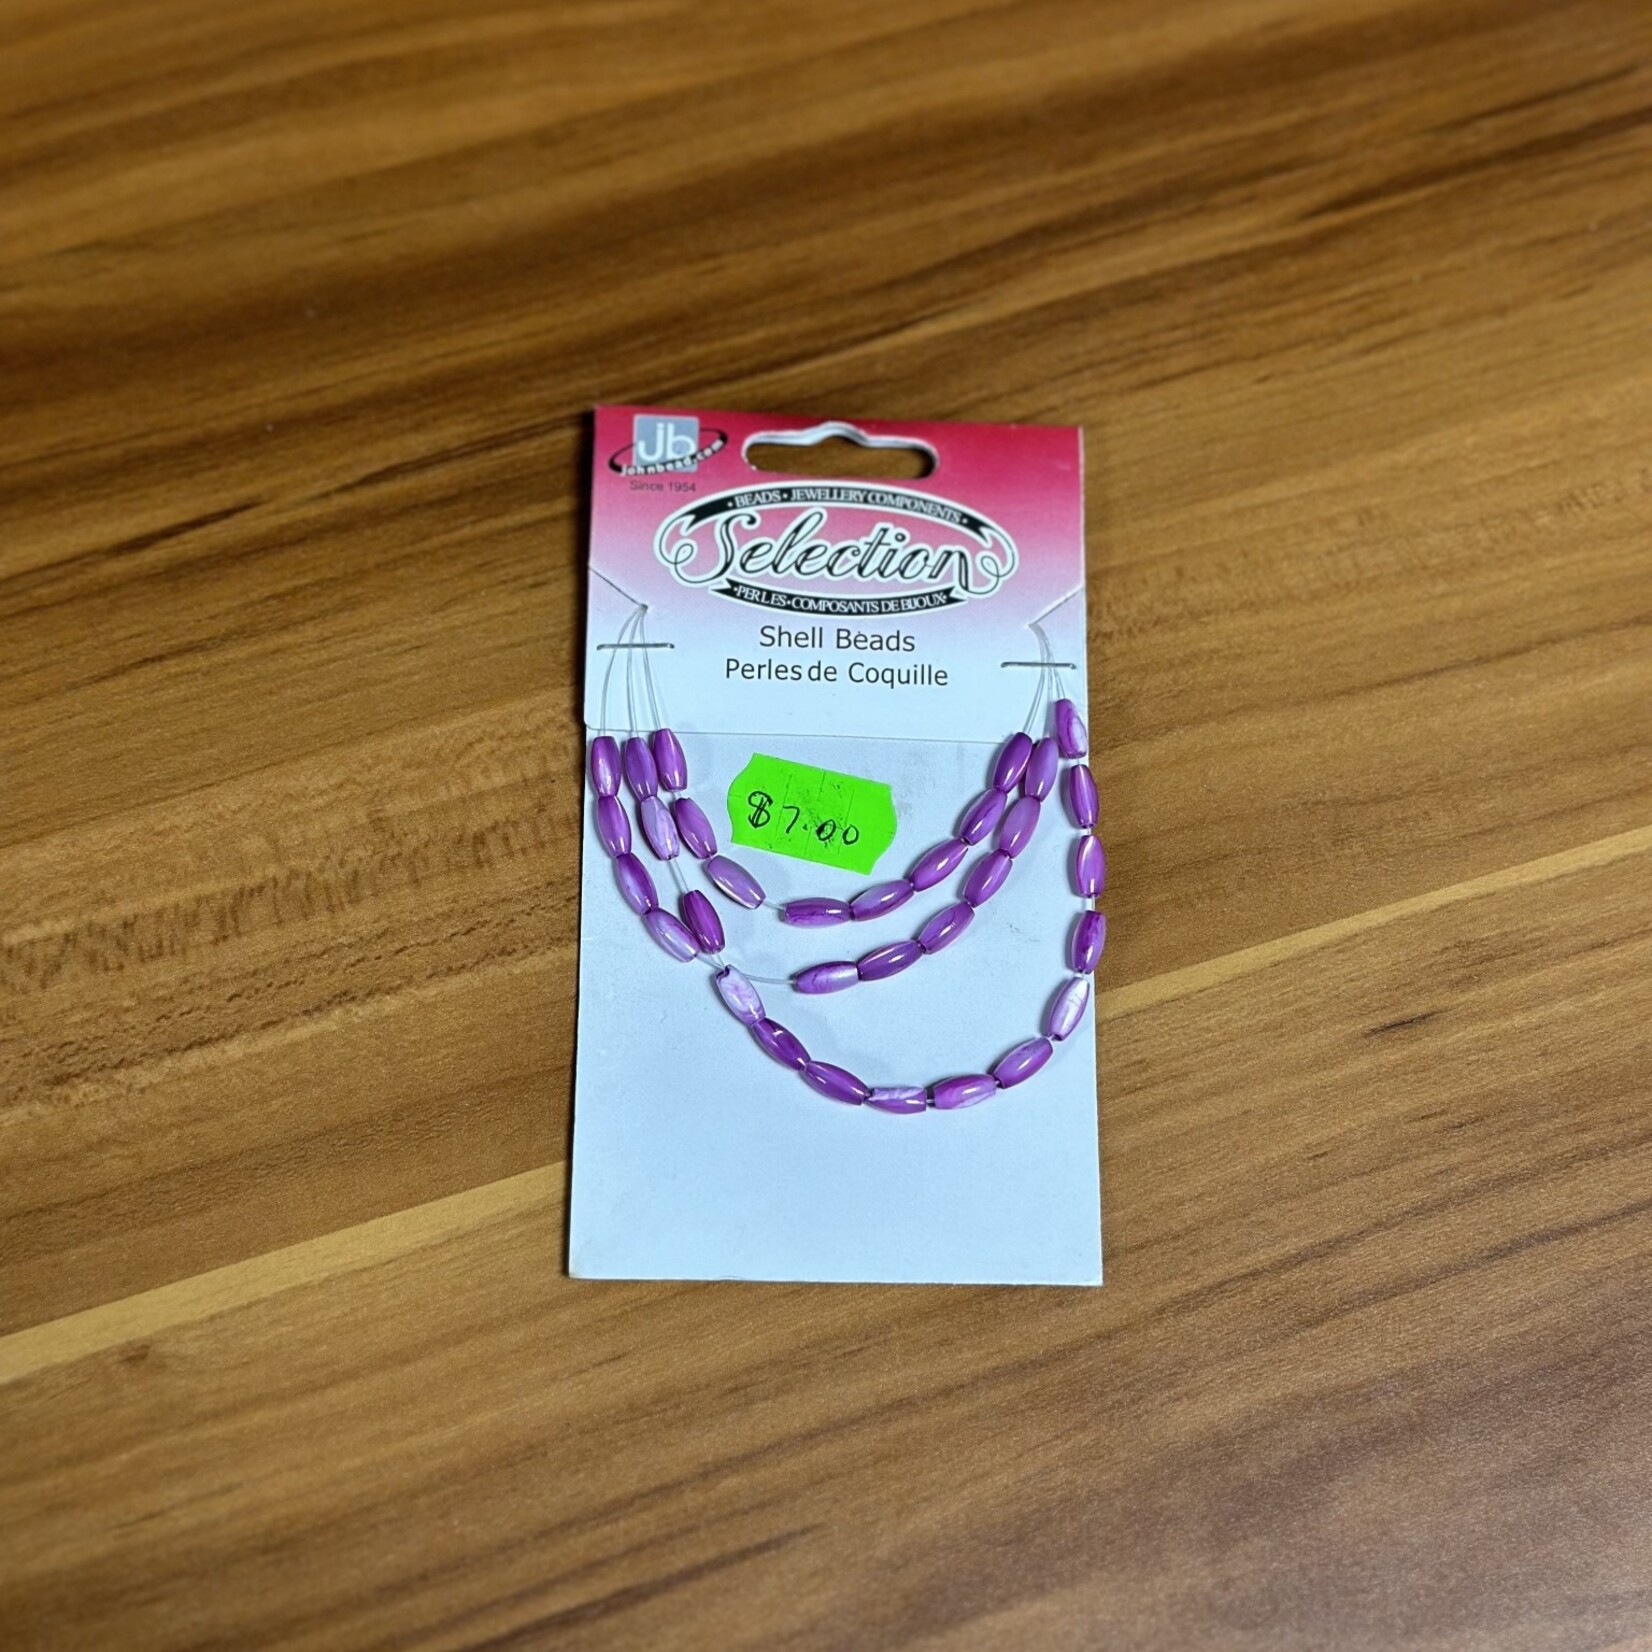 jb
johnbead.com
Since 1954
• BEADS • JEWELLERY COMPONENTS •
Selection
• PERLES • COMPOSANTS DE BIJOUX •
Shell Beads
Perles de Coquille
$7.00